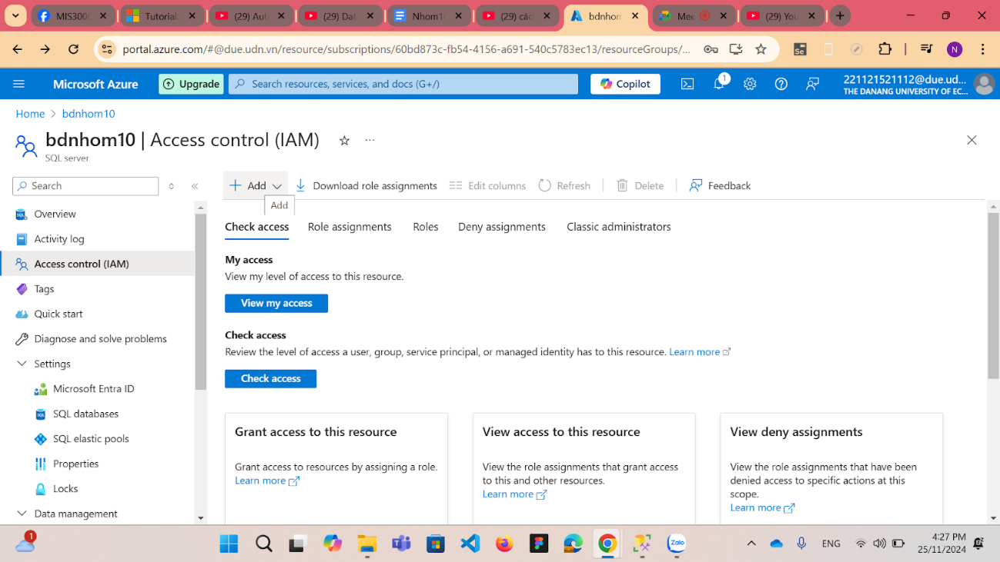 MIS300
Tutorial:
(29) Aut
(29) Dat
Nhom1
(29) các
bdnhom
Mee
(29) You
portal.azure.com/#@due.udn.vn/resource/subscriptions/60bd873c-fb54-4156-a691-540c5783ec13/resourceGroups/...
N
Microsoft Azure
Upgrade
Search resources, services, and docs (G+/)
Copilot
1
221121521112@due.ud...
THE DANANG UNIVERSITY OF EC...
Home > bdnhom10
bdnhom10 | Access control (IAM)
SQL server
Search
Add
Download role assignments
Edit columns
Refresh
Delete
Feedback
Add
Overview
Activity log
Access control (IAM)
Tags
Quick start
Diagnose and solve problems
Settings
Microsoft Entra ID
SQL databases
SQL elastic pools
Properties
Locks
Data management
Check access
Role assignments
Roles
Deny assignments
Classic administrators
My access
View my level of access to this resource.
View my access
Check access
Review the level of access a user, group, service principal, or managed identity has to this resource. Learn more
Check access
Grant access to this resource
Grant access to resources by assigning a role.
Learn more
View access to this resource
View the role assignments that grant access
to this and other resources.
Learn more
View deny assignments
View the role assignments that have been
denied access to specific actions at this
scope.
Learn more
1
Zalo
ENG
4:27 PM
25/11/2024